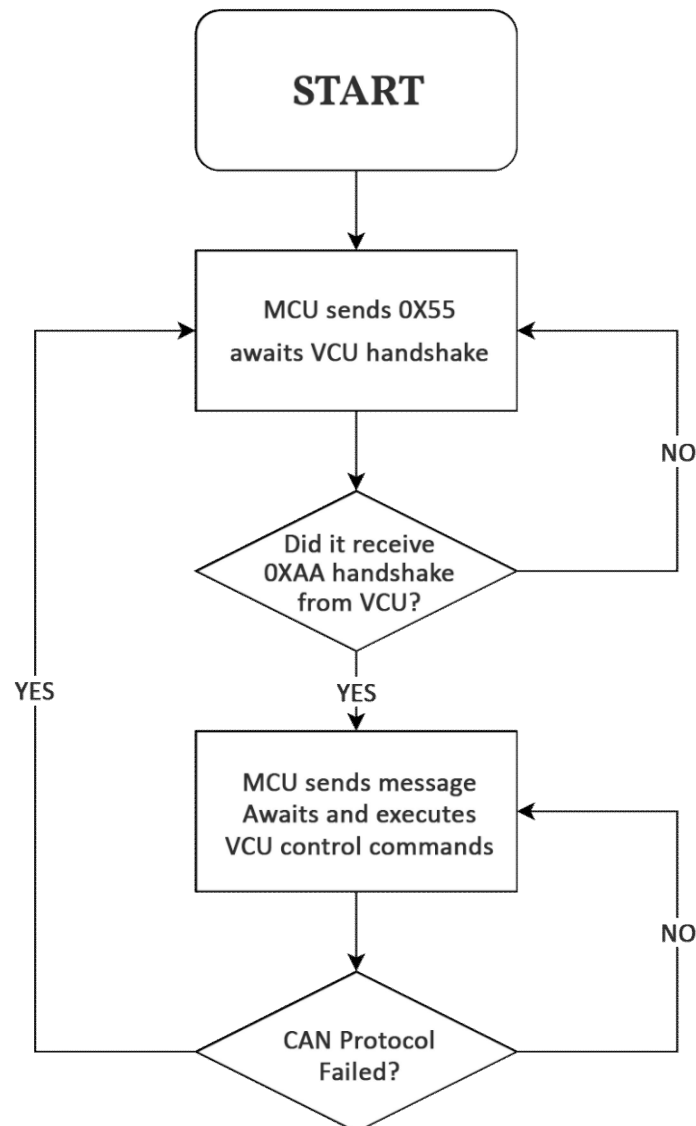 START
MCU sends 0X55
awaits VCU handshake
NO
Did it receive
0XAA handshake
from VCU?
YES
YES
MCU sends message
Awaits and executes
VCU control commands
NO
CAN Protocol
Failed?